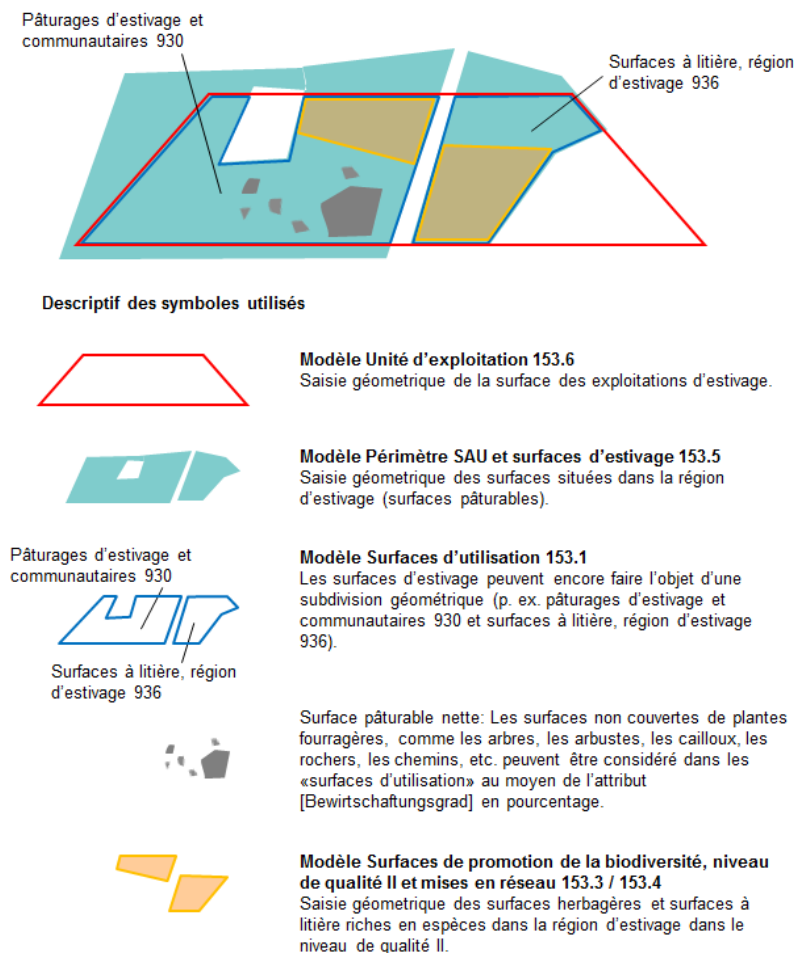 Pâturages d'estivage et
communautaires 930
Surfaces à litière, région
d'estivage 936
Descriptif des symboles utilisés
Modèle Unité d'exploitation 153.6
Saisie géometrique de la surface des exploitations d'estivage.
Modèle Périmètre SAU et surfaces d'estivage 153.5
Saisie géometrique des surfaces situées dans la région
d'estivage (surfaces pâturables).
Pâturages d'estivage et
communautaires 930
Surfaces à litière, région
d'estivage 936
Modèle Surfaces d'utilisation 153.1
Les surfaces d'estivage peuvent encore faire l'objet d'une
subdivision géométrique (p. ex. pâturages d'estivage et
communautaires 930 et surfaces à litière, région d'estivage
936).
Surface pâturable nette: Les surfaces non couvertes de plantes
fourragères, comme les arbres, les arbustes, les cailloux, les
rochers, les chemins, etc. peuvent être considéré dans les
«surfaces d'utilisation» au moyen de l'attribut
[Bewirtschaftungsgrad] en pourcentage.
Modèle Surfaces de promotion de la biodiversité, niveau
de qualité II et mises en réseau 153.3 / 153.4
Saisie géometrique des surfaces herbagères et surfaces à
litière riches en espèces dans la région d'estivage dans le
niveau de qualité II.